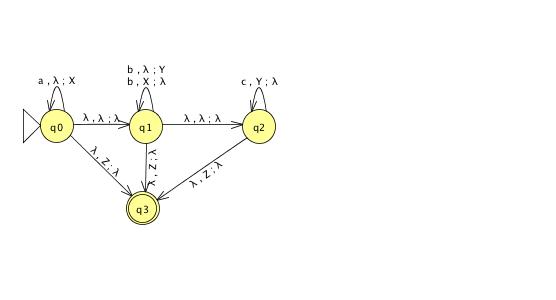 b , λ ; Y
a , λ ; X
b , X ; λ
c , Y ; λ
λ , λ ; λ
λ , λ ; λ
q0
q1
q2
λ , Z ; λ
λ , Z ; λ
λ , Z ; λ
q3